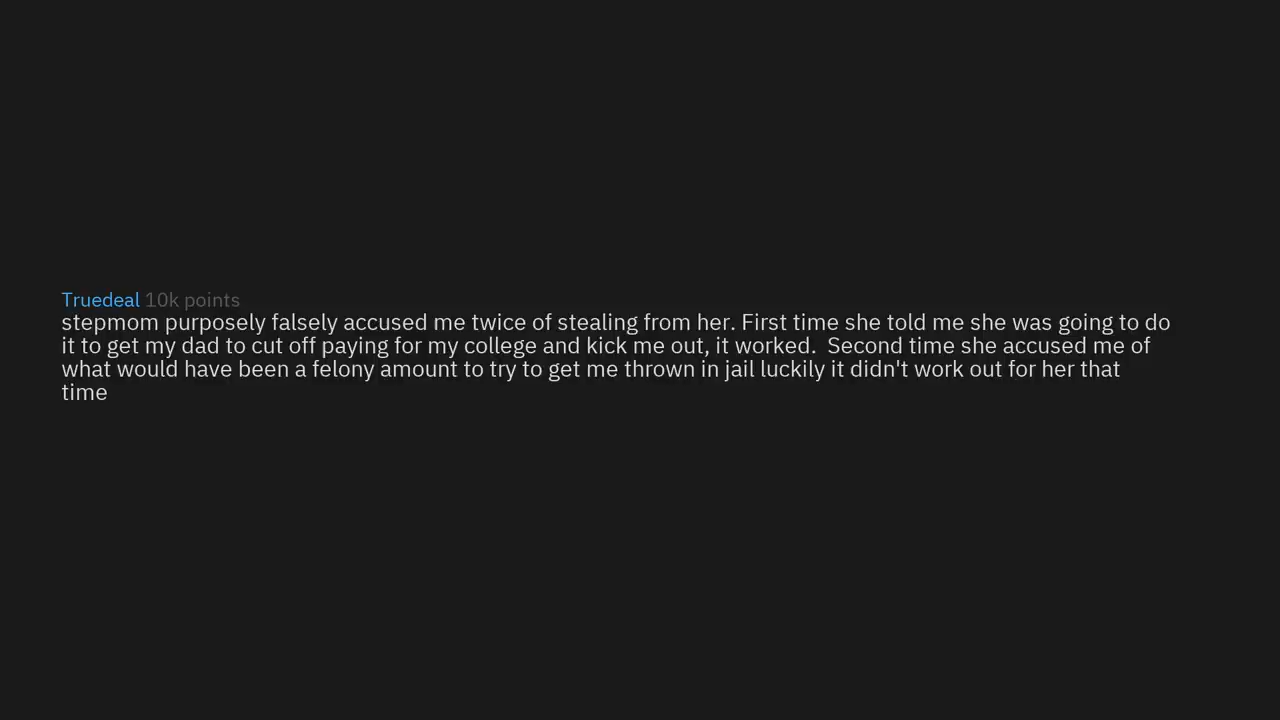 Truedeal 10k points
stepmom purposely falsely accused me twice of stealing from her. First time she told me she was going to do
it to get my dad to cut off paying for my college and kick me out, it worked.  Second time she accused me of
what would have been a felony amount to try to get me thrown in jail luckily it didn't work out for her that
time